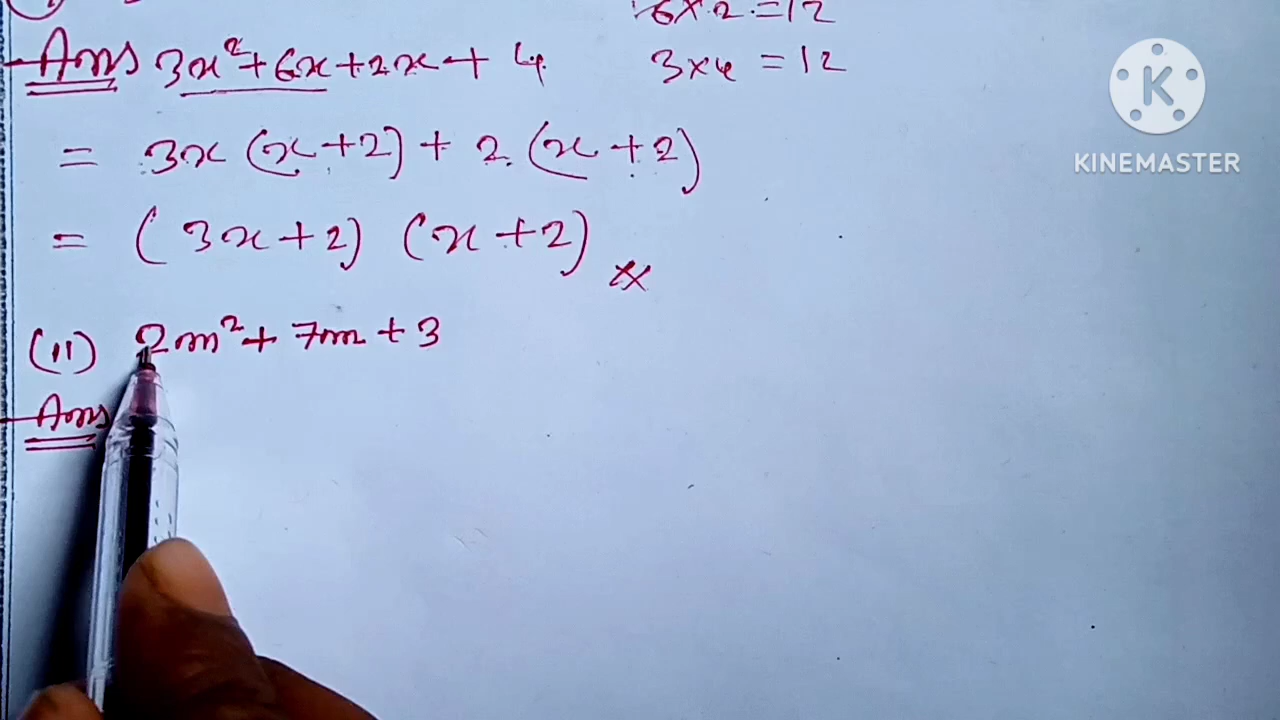 6×2=12
Ans 3x²+6x+2x+4
3×4=12
= 3x(x+2)+2(x+2)
= (3x+2)(x+2)
(II) 2m²+7m+3
Ans
K
KINEMASTER